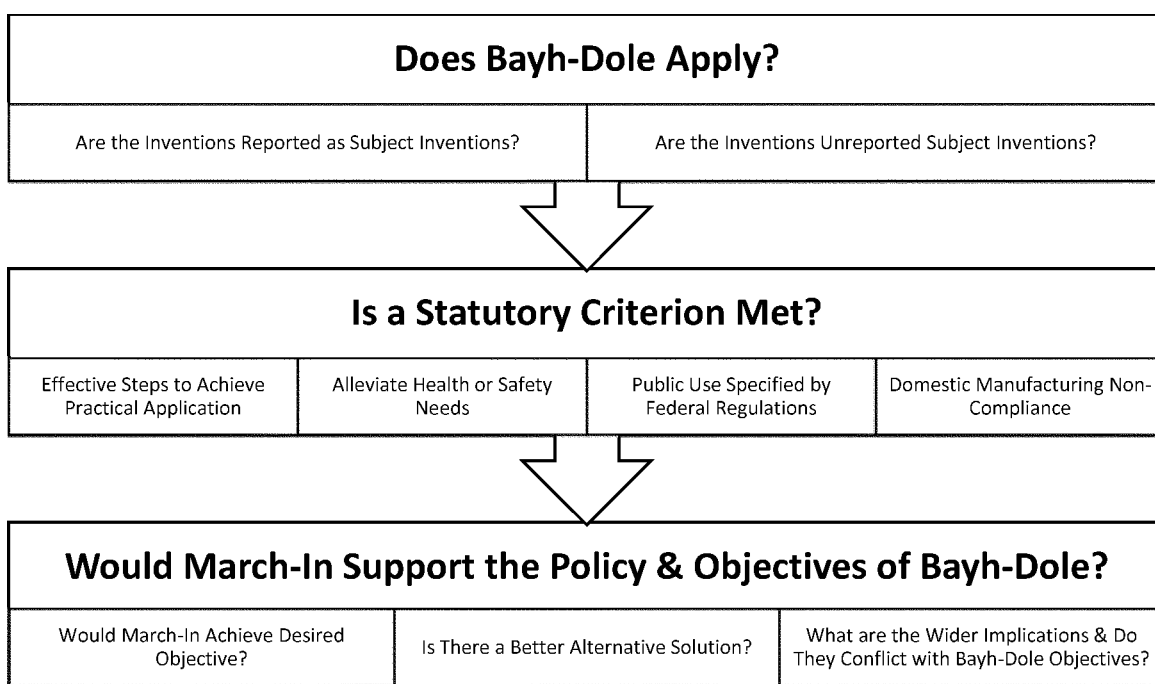 Does Bayh-Dole Apply?
Are the Inventions Reported as Subject Inventions?
Are the Inventions Unreported Subject Inventions?
Is a Statutory Criterion Met?
Effective Steps to Achieve
Practical Application
Alleviate Health or Safety
Needs
Public Use Specified by
Federal Regulations
Domestic Manufacturing Non-
Compliance
Would March-In Support the Policy & Objectives of Bayh-Dole?
Would March-In Achieve Desired
Objective?
Is There a Better Alternative Solution?
What are the Wider Implications & Do
They Conflict with Bayh-Dole Objectives?